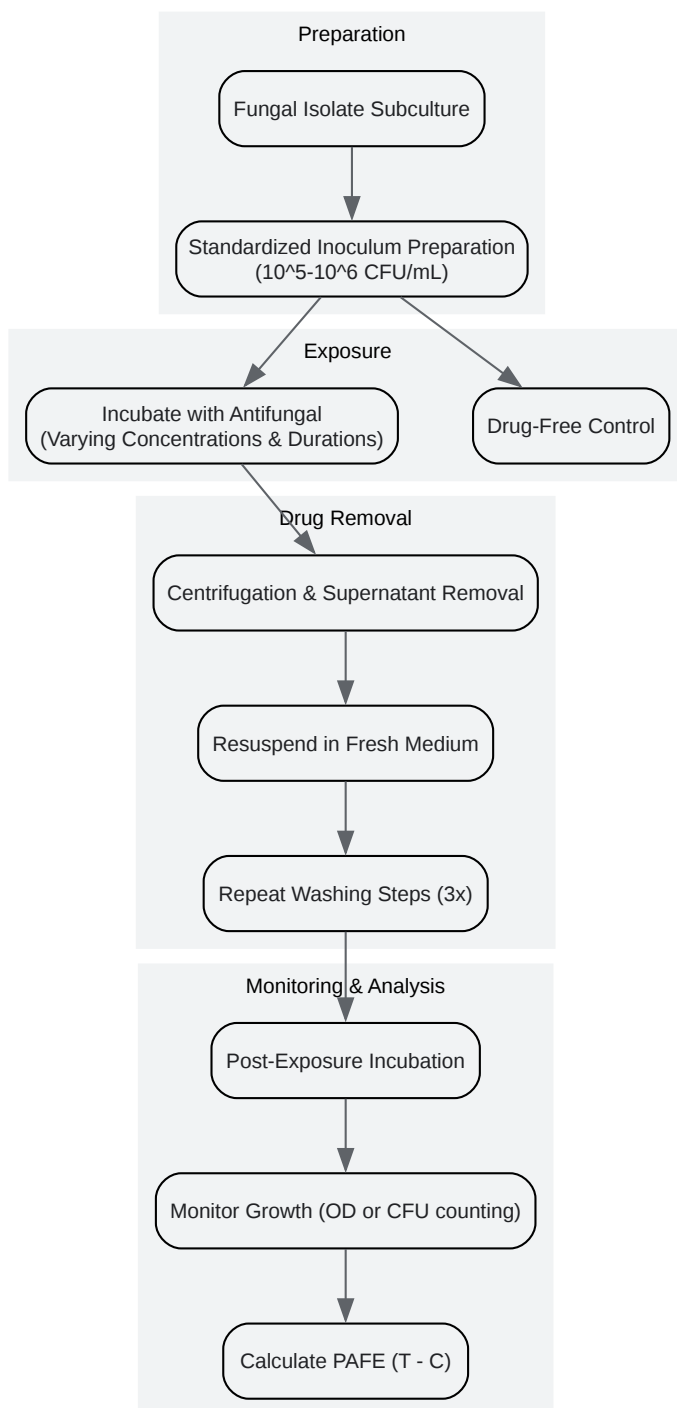 Preparation
Fungal Isolate Subculture
Standardized Inoculum Preparation
(10^5-10^6 CFU/mL)
Exposure
Incubate with Antifungal
(Varying Concentrations & Durations)
Drug-Free Control
Drug Removal
Centrifugation & Supernatant Removal
Resuspend in Fresh Medium
Repeat Washing Steps (3x)
Monitoring & Analysis
Post-Exposure Incubation
Monitor Growth (OD or CFU counting)
Calculate PAFE (T - C)